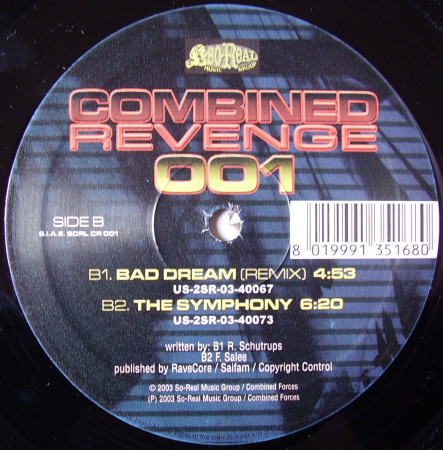 So-Real
MUSIC GROUP
COMBINED
REVENGE
001
SIDE B
S.I.A.E. SORL CR 001
8 019991 351680
B1. BAD DREAM (REMIX) 4:53
US-2SR-03-40067
B2. THE SYMPHONY 6:20
US-2SR-03-40073
written by: B1 R. Schutrups
B2 F. Salee
published by RaveCore / Saifam / Copyright Control
© 2003 So-Real Music Group / Combined Forces
(P) 2003 So-Real Music Group / Combined Forces